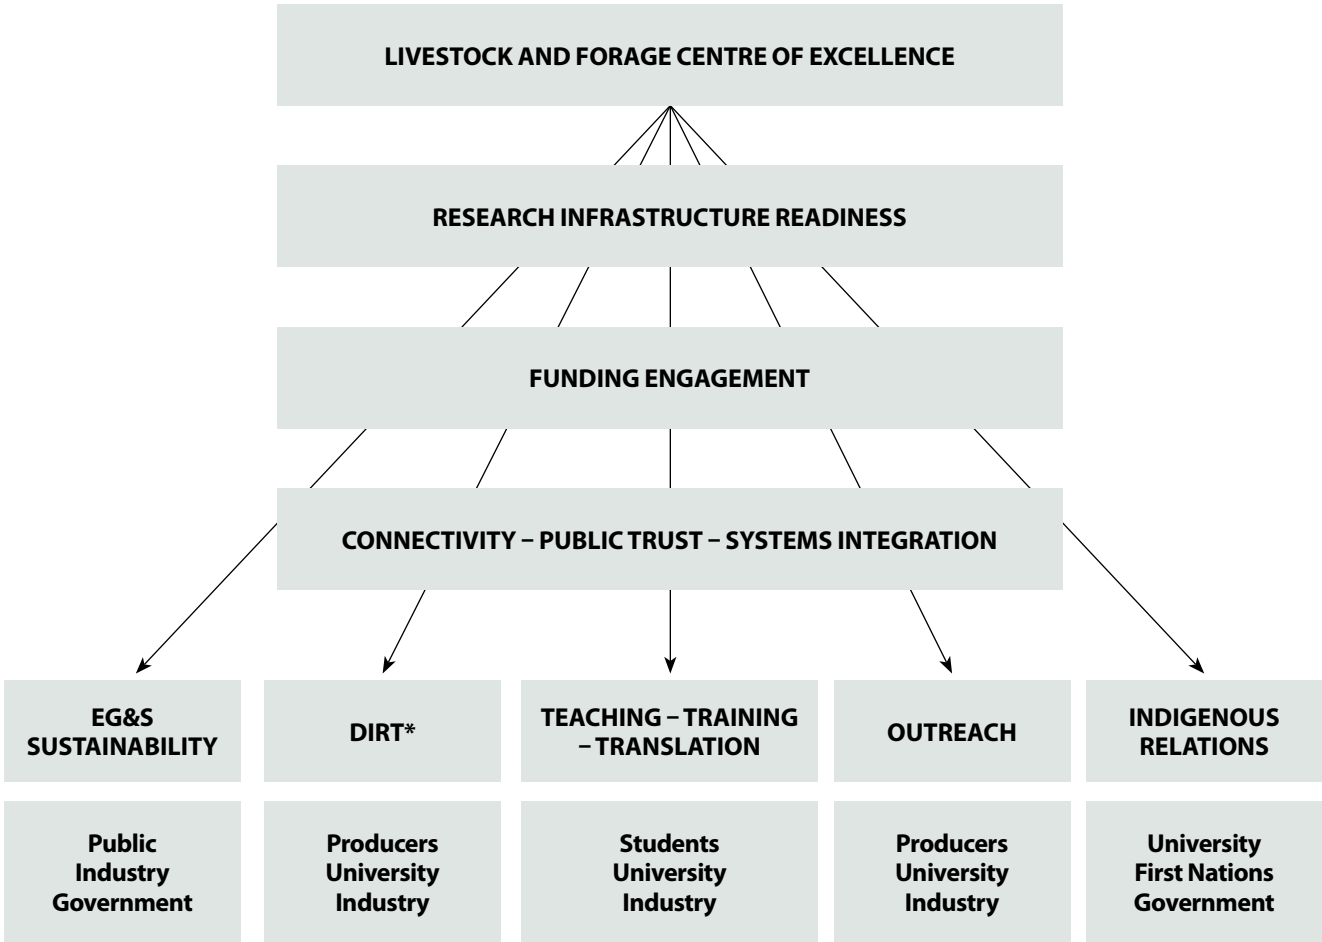 LIVESTOCK AND FORAGE CENTRE OF EXCELLENCE
RESEARCH INFRASTRUCTURE READINESS
FUNDING ENGAGEMENT
CONNECTIVITY – PUBLIC TRUST – SYSTEMS INTEGRATION
EG&S
SUSTAINABILITY
DIRT*
TEACHING – TRAINING
– TRANSLATION
OUTREACH
INDIGENOUS
RELATIONS
Public
Industry
Government
Producers
University
Industry
Students
University
Industry
Producers
University
Industry
University
First Nations
Government